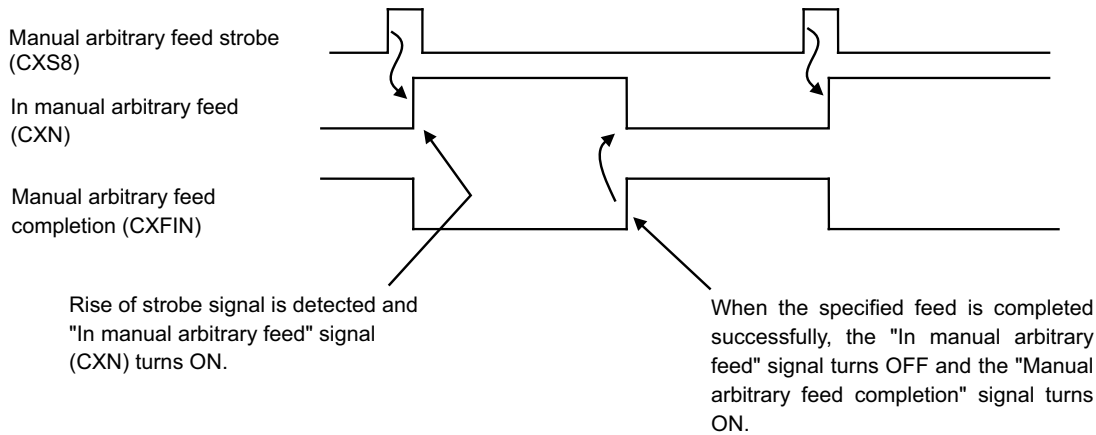 Manual arbitrary feed strobe
(CXS8)
In manual arbitrary feed
(CXN)
Manual arbitrary feed
completion (CXFIN)
Rise of strobe signal is detected and
"In manual arbitrary feed" signal
(CXN) turns ON.
When the specified feed is completed
successfully, the "In manual arbitrary
feed" signal turns OFF and the "Manual
arbitrary feed completion" signal turns
ON.